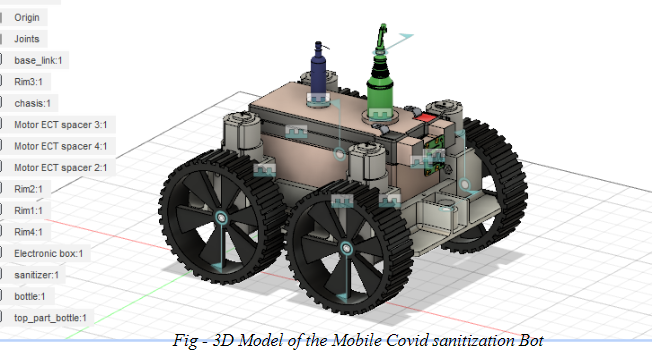 Origin
Joints
base_link:1
Rim3:1
chasis:1
Motor ECT spacer 3:1
Motor ECT spacer 4:1
Motor ECT spacer 2:1
Rim2:1
Rim1:1
Rim4:1
Electronic box:1
sanitizer:1
bottle:1
top_part_bottle:1
Fig - 3D Model of the Mobile Covid sanitization Bot